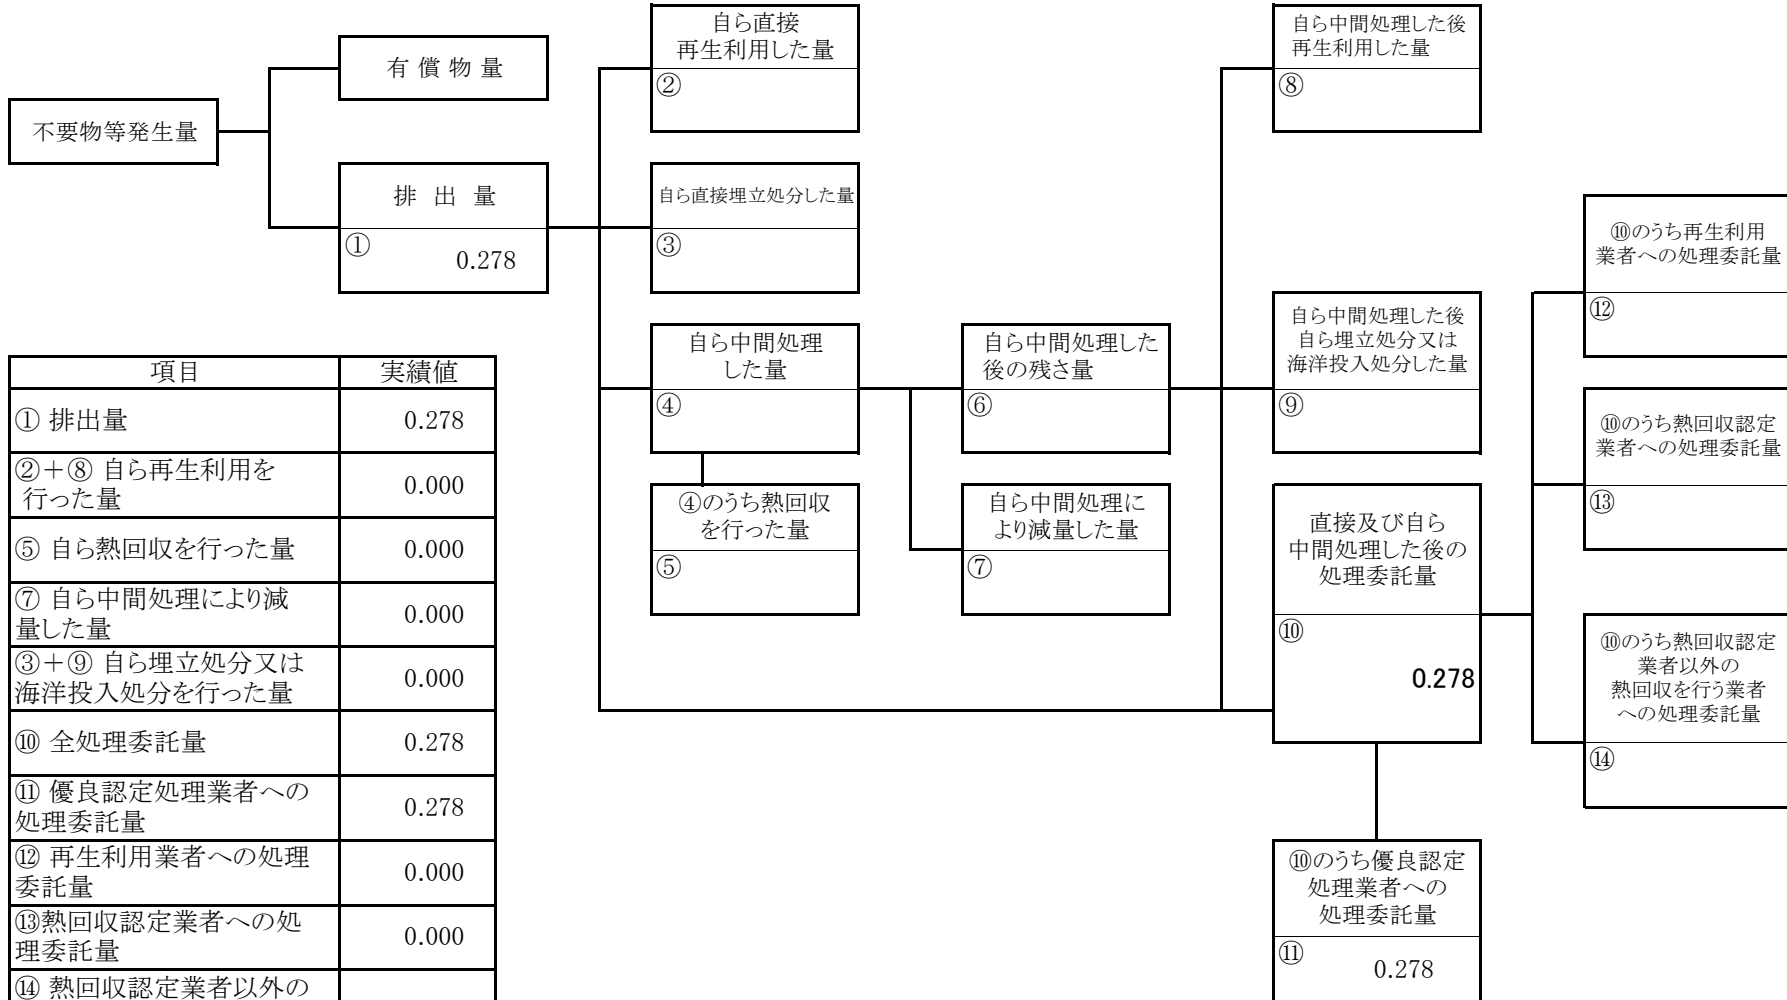 不要物等発生量
有 償 物 量
排 出 量
①
0.278
自ら直接
再生利用した量
②
自ら直接埋立処分した量
③
自ら中間処理
した量
④
④のうち熱回収
を行った量
⑤
自ら中間処理した
後の残さ量
⑥
自ら中間処理に
より減量した量
⑦
自ら中間処理した後
再生利用した量
⑧
自ら中間処理した後
自ら埋立処分又は
海洋投入処分した量
⑨
直接及び自ら
中間処理した後の
処理委託量
⑩
0.278
⑩のうち優良認定
処理業者への
処理委託量
⑪
0.278
⑩のうち再生利用
業者への処理委託量
⑫
⑩のうち熱回収認定
業者への処理委託量
⑬
⑩のうち熱回収認定
業者以外の
熱回収を行う業者
への処理委託量
⑭
項目 実績値
① 排出量 0.278
②＋⑧ 自ら再生利用を
行った量 0.000
⑤ 自ら熱回収を行った量 0.000
⑦ 自ら中間処理により減
量した量 0.000
③＋⑨ 自ら埋立処分又は
海洋投入処分を行った量 0.000
⑩ 全処理委託量 0.278
⑪ 優良認定処理業者への
処理委託量 0.278
⑫ 再生利用業者への処理
委託量 0.000
⑬熱回収認定業者への処
理委託量 0.000
⑭ 熱回収認定業者以外の